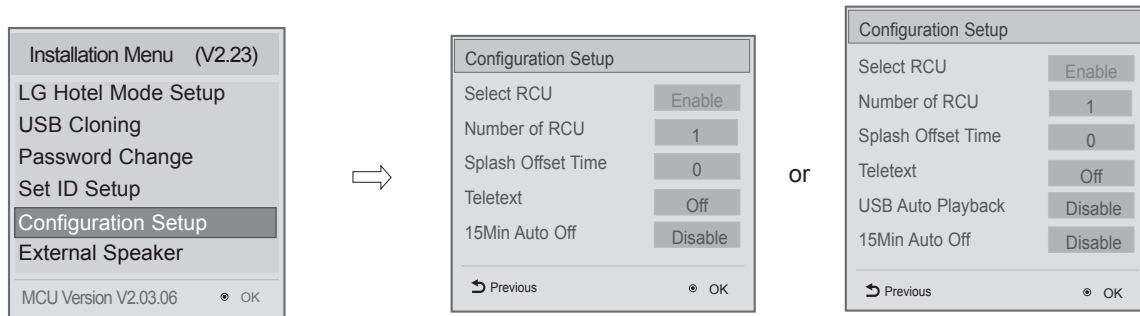 Installation Menu (V2.23)
LG Hotel Mode Setup
USB Cloning
Password Change
Set ID Setup
Configuration Setup
External Speaker
MCU Version V2.03.06 OK
Configuration Setup
Select RCU Enable
Number of RCU 1
Splash Offset Time 0
Teletext Off
15Min Auto Off Disable
Previous OK
or
Configuration Setup
Select RCU Enable
Number of RCU 1
Splash Offset Time 0
Teletext Off
USB Auto Playback Disable
15Min Auto Off Disable
Previous OK